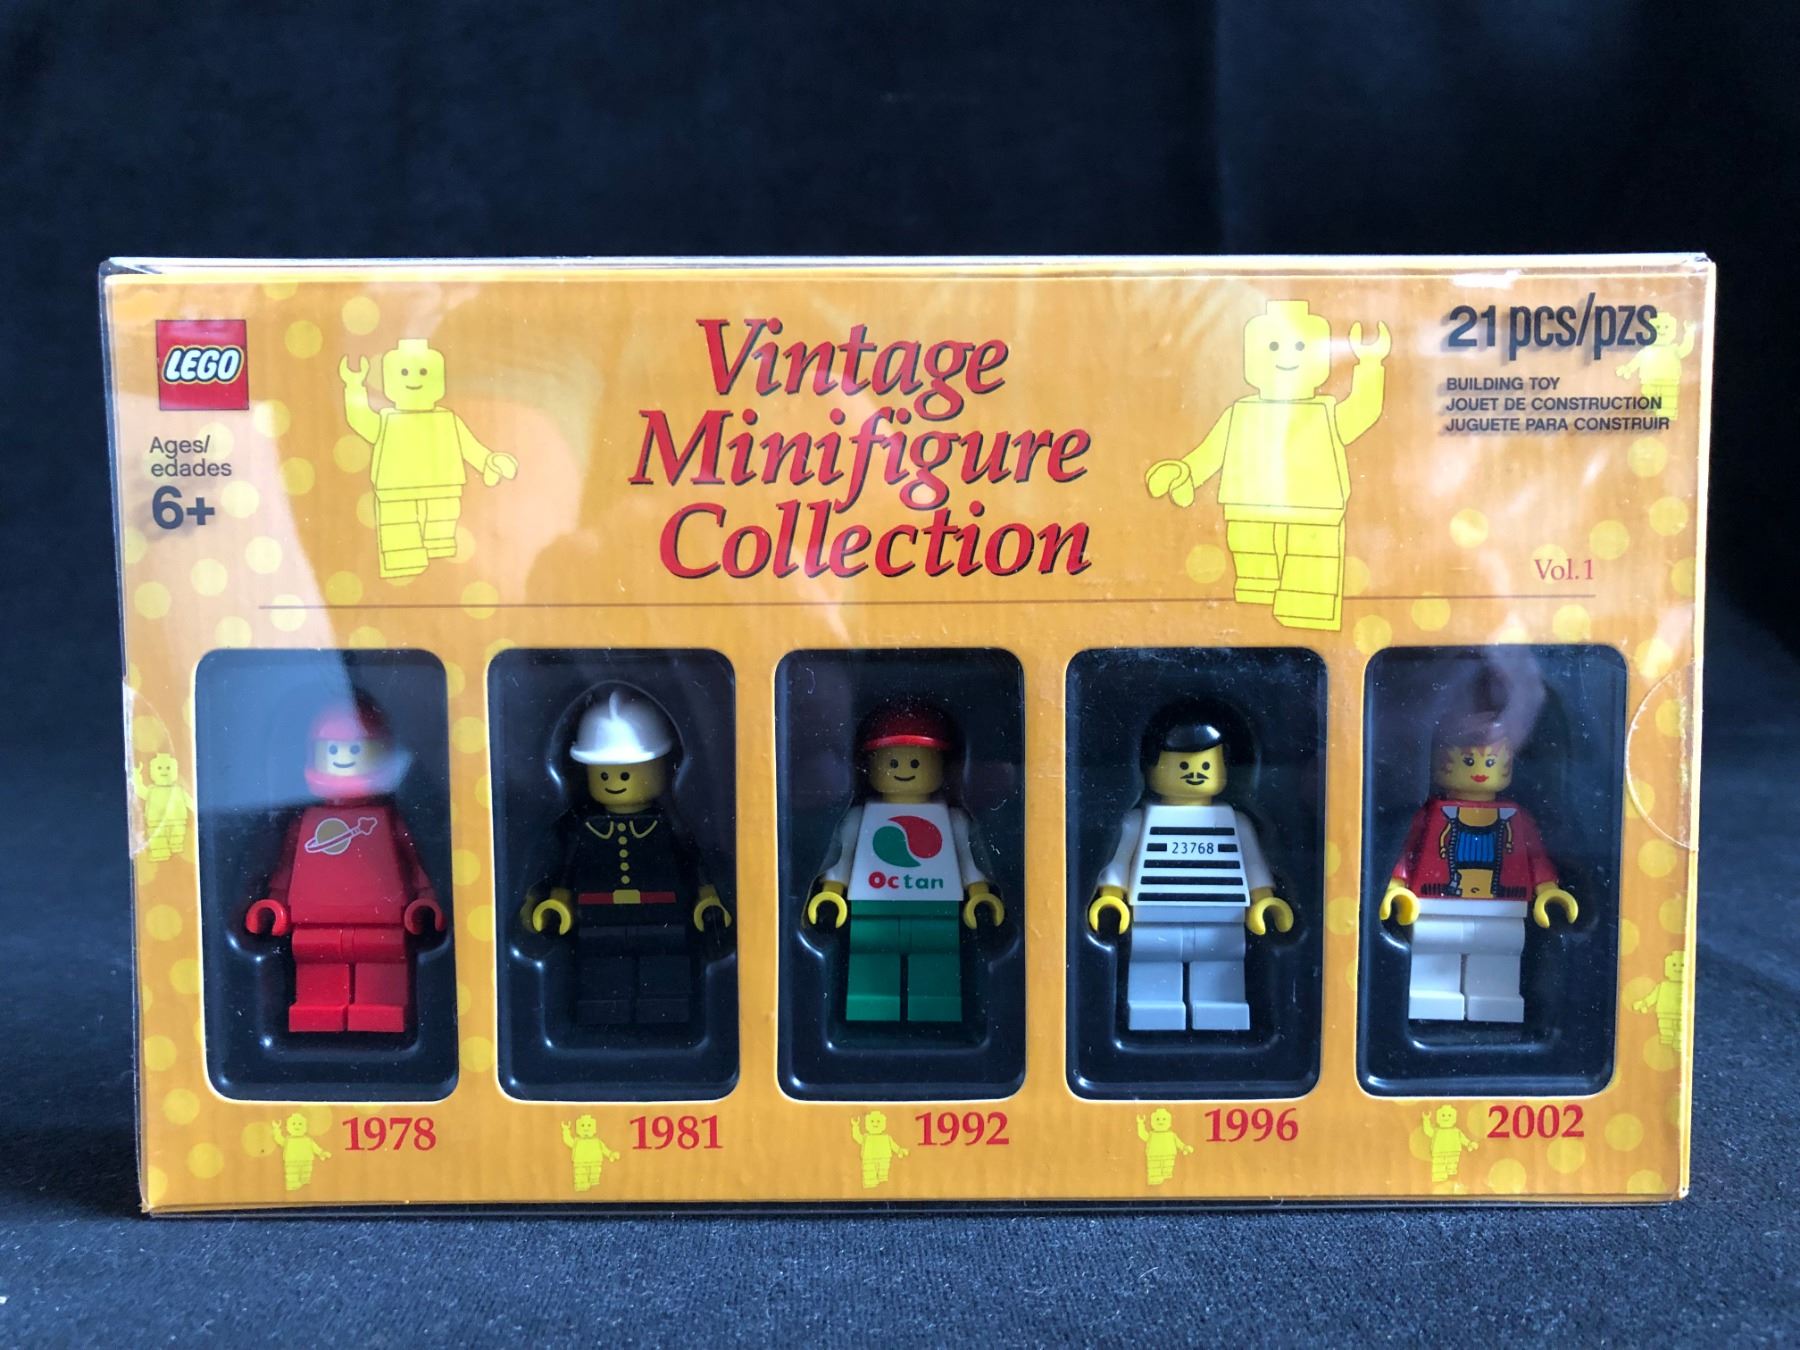 LEGO
Ages/
edades
6+
Vintage
Minifigure
Collection
21 pcs/pzs
BUILDING TOY
JOUET DE CONSTRUCTION
JUGUETE PARA CONSTRUIR
Vol.1
Octan
23768
1978
1981
1992
1996
2002